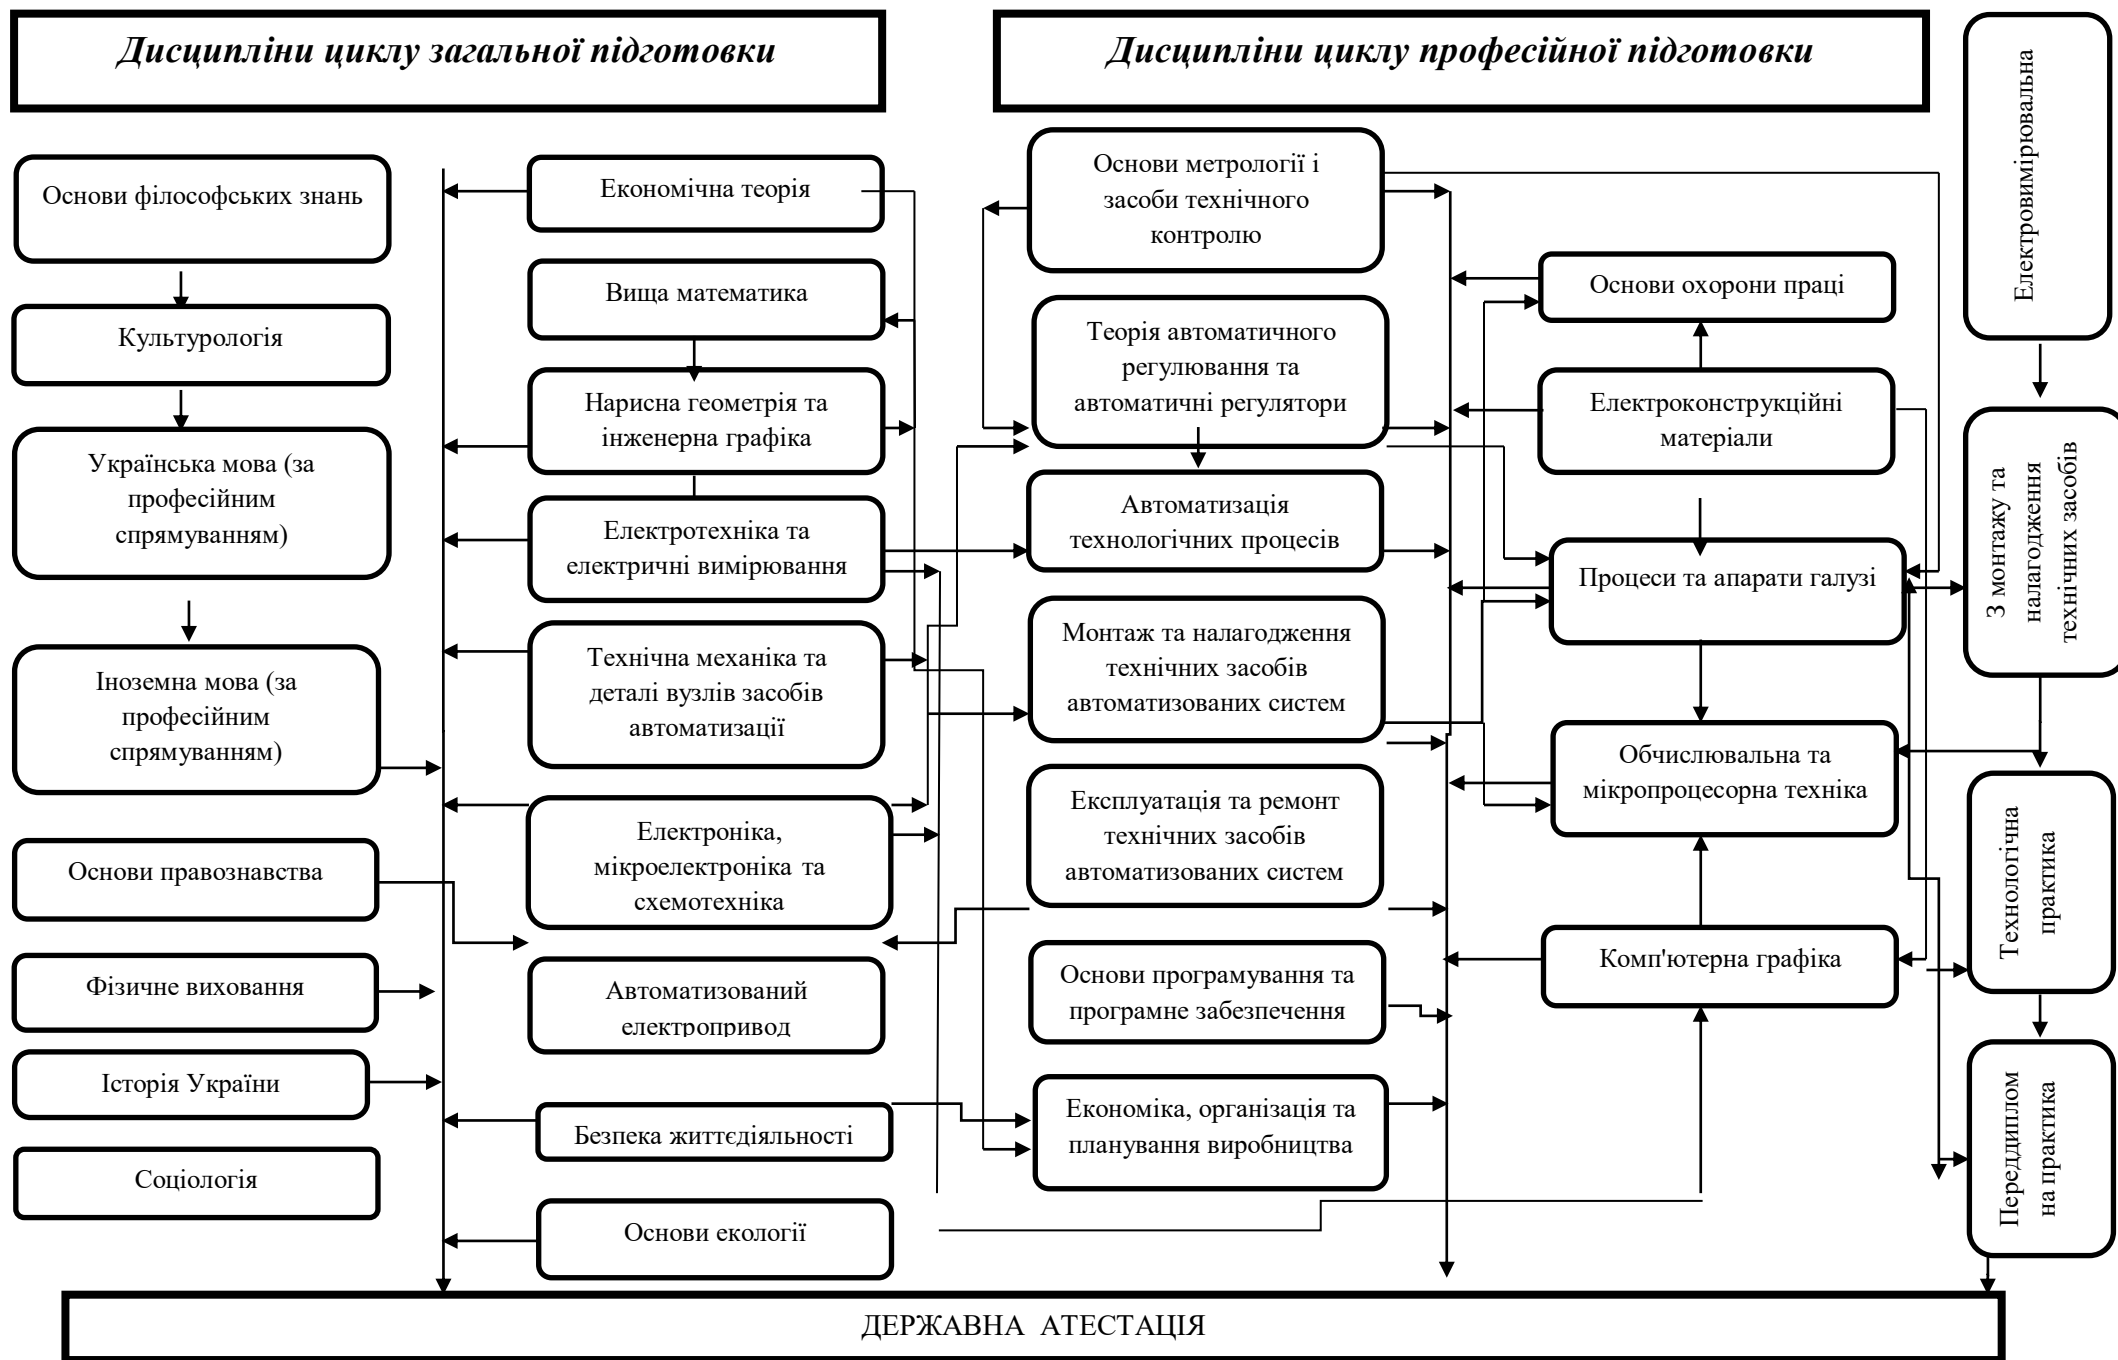 Дисципліни циклу загальної підготовки
Дисципліни циклу професійної підготовки
Основи філософських знань
Культурологія
Українська мова (за
професійним
спрямуванням)
Іноземна мова (за
професійним
спрямуванням)
Основи правознавства
Фізичне виховання
Історія України
Соціологія
Економічна теорія
Вища математика
Нарисна геометрія та
інженерна графіка
Електротехніка та
електричні вимірювання
Технічна механіка та
деталі вузлів засобів
автоматизації
Електроніка,
мікроелектроніка та
схемотехніка
Автоматизований
електропривод
Безпека життєдіяльності
Основи екології
Основи метрології і
засоби технічного
контролю
Теорія автоматичного
регулювання та
автоматичні регулятори
Автоматизація
технологічних процесів
Монтаж та налагодження
технічних засобів
автоматизованих систем
Експлуатація та ремонт
технічних засобів
автоматизованих систем
Основи програмування та
програмне забезпечення
Економіка, організація та
планування виробництва
Основи охорони праці
Електроконструкційні
матеріали
Процеси та апарати галузі
Обчислювальна та
мікропроцесорна техніка
Комп'ютерна графіка
Електровимірювальна
З монтажу та
налагодження
технічних засобів
Технологічна
практика
Переддиплом
на практика
ДЕРЖАВНА АТЕСТАЦІЯ